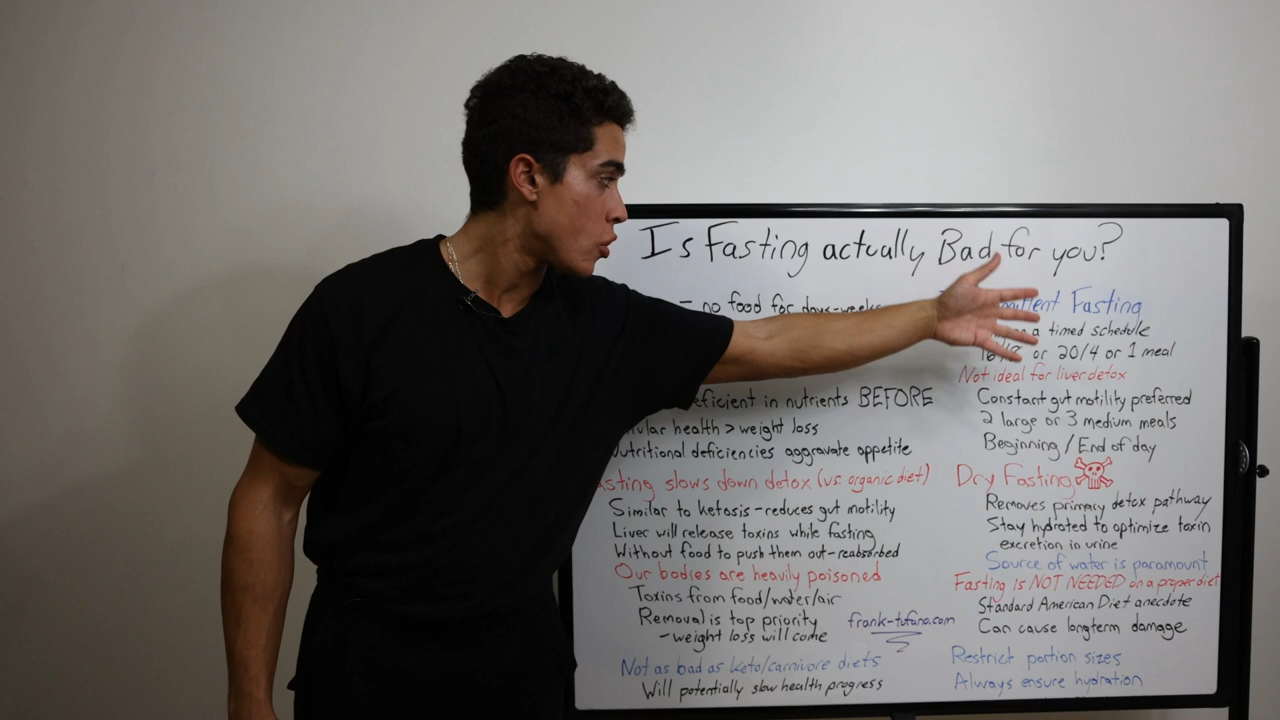 Is Fasting actually Bad for you?
- no food for days-weeks
deficient in nutrients BEFORE
health > weight loss
Nutritional deficiencies aggravate appetite
slows down detox (vs organic diet)
Similar to ketosis - reduces gut motility
Liver will release toxins while fasting
Without food to push them out - reabsorbed
Our bodies are heavily poisoned
Toxins from food/water/air
Removal is top priority
- weight loss will come
frank-tufano.com
Not as bad as keto/carnivore diets
Will potentially slow health progress
Fasting
a timed schedule
or 20/4 or 1 meal
Not ideal for liver detox
Constant gut motility preferred
2 large or 3 medium meals
Beginning / End of day
Dry Fasting
Removes primary detox pathway
Stay hydrated to optimize toxin
excretion in urine
Source of water is paramount
Fasting is NOT NEEDED on a proper diet
Standard American Diet anecdote
Can cause longterm damage
Restrict portion sizes
Always ensure hydration